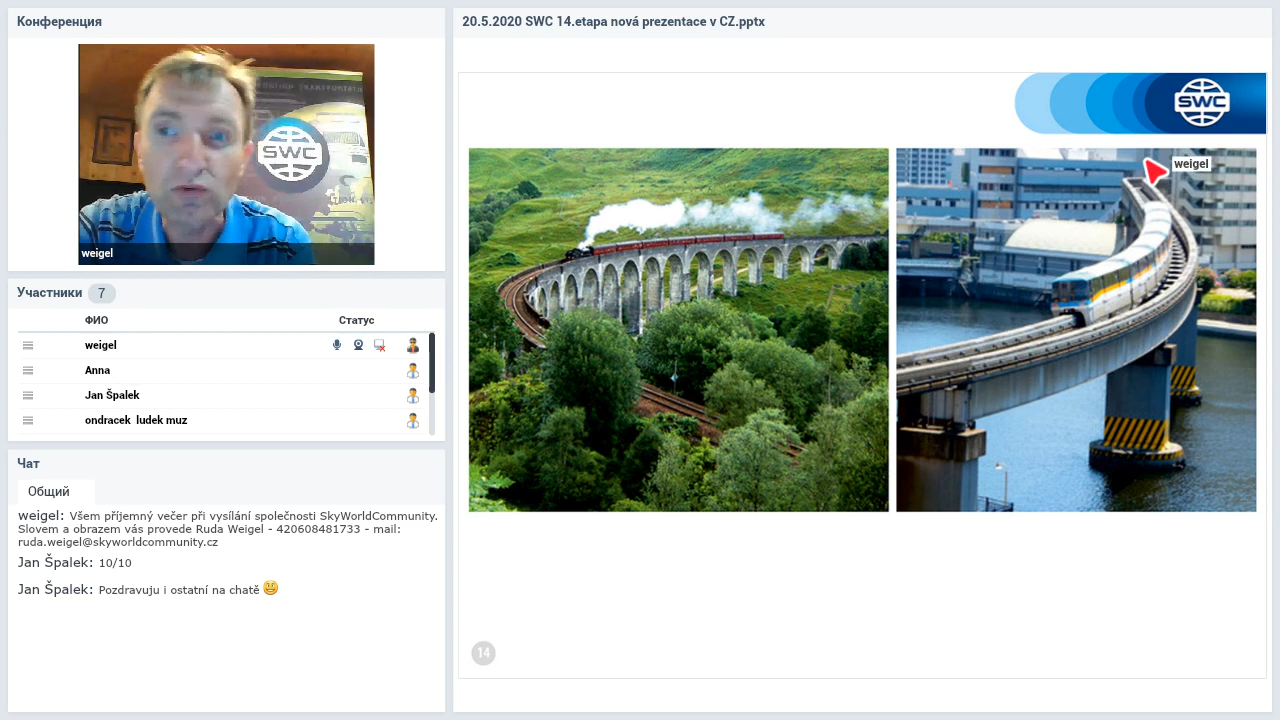 Конференция
weigel
Участники 7
ФИО Статус
weigel
Anna
Jan Špalek
ondracek ludek muz
Чат
Общий
weigel: Všem příjemný večer při vysílání společnosti SkyWorldCommunity.
Slovem a obrazem vás provede Ruda Weigel - 420608481733 - mail:
ruda.weigel@skyworldcommunity.cz
Jan Špalek: 10/10
Jan Špalek: Pozdravuju i ostatní na chatě
20.5.2020 SWC 14.etapa nová prezentace v CZ.pptx
SWC
weigel
14
SWC